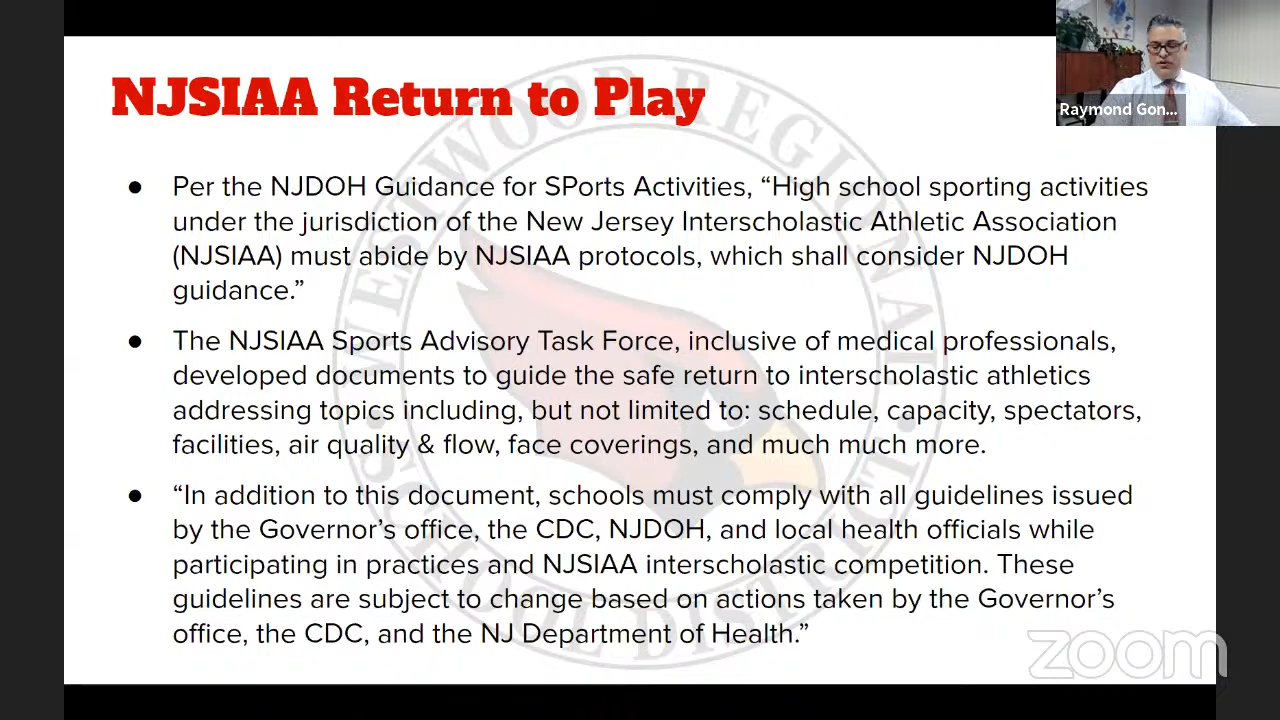 NJSIAA Return to Play
Raymond Gon...
● Per the NJDOH Guidance for SPorts Activities, “High school sporting activities
under the jurisdiction of the New Jersey Interscholastic Athletic Association
(NJSIAA) must abide by NJSIAA protocols, which shall consider NJDOH
guidance.”
● The NJSIAA Sports Advisory Task Force, inclusive of medical professionals,
developed documents to guide the safe return to interscholastic athletics
addressing topics including, but not limited to: schedule, capacity, spectators,
facilities, air quality & flow, face coverings, and much much more.
● “In addition to this document, schools must comply with all guidelines issued
by the Governor’s office, the CDC, NJDOH, and local health officials while
participating in practices and NJSIAA interscholastic competition. These
guidelines are subject to change based on actions taken by the Governor’s
office, the CDC, and the NJ Department of Health.”
WESTWOOD REGIONAL
SCHOOL DISTRICT
zoom